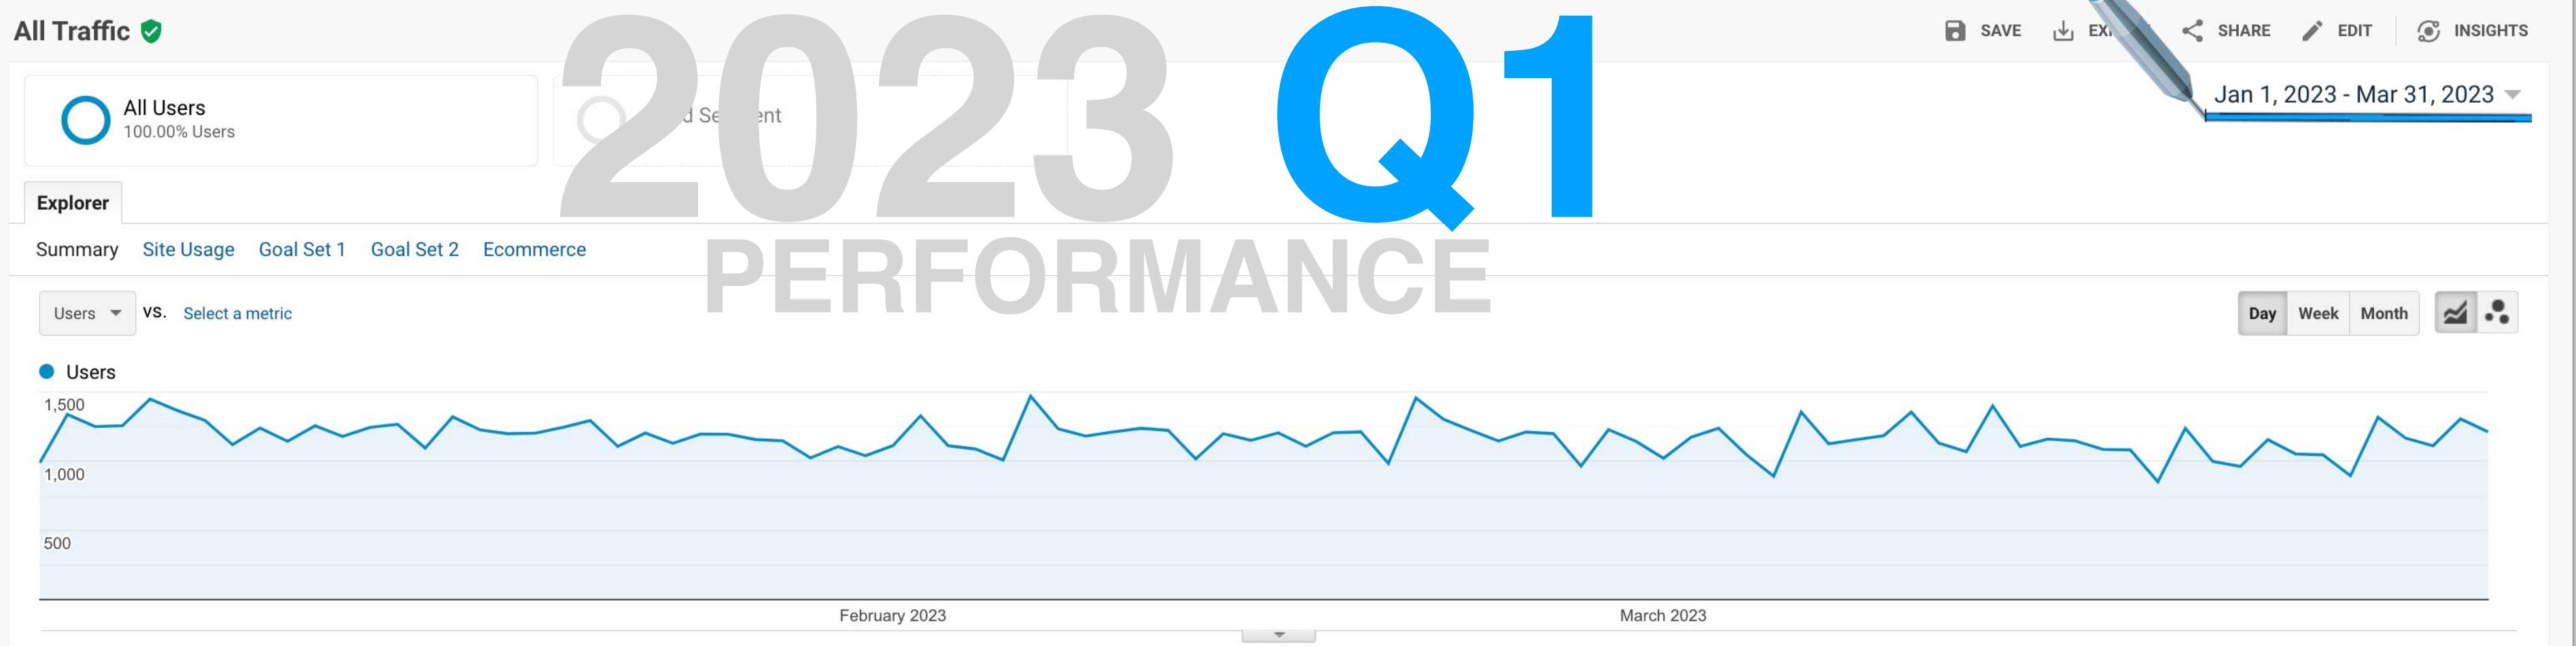 All Traffic
2023 Q1
SAVE
SHARE
EDIT
INSIGHTS
All Users
100.00% Users
Jan 1, 2023 - Mar 31, 2023
Explorer
Summary Site Usage Goal Set 1 Goal Set 2 Ecommerce
PERFORMANCE
Users VS. Select a metric
Day Week Month
Users
1,500
1,000
500
February 2023 March 2023